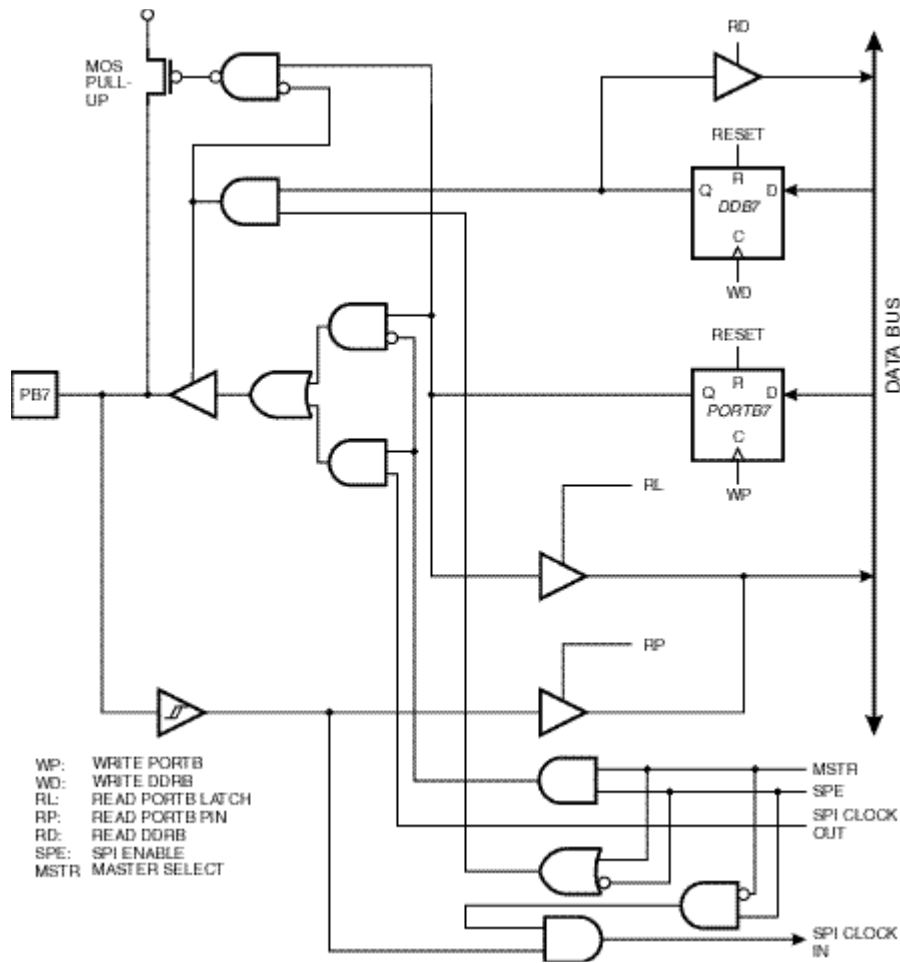 RD
MOS
PULL-
UP
RESET
R
Q
D
DDB7
C
WD
DATA BUS
RESET
R
PB7
Q
D
PORTB7
C
WP
RL
RP
WP: WRITE PORTB
WD: WRITE DDRB
RL: READ PORTB LATCH
RP: READ PORTB PIN
RD: READ DDRB
SPE: SPI ENABLE
MSTR MASTER SELECT
MSTR
SPE
SPI CLOCK
OUT
SPI CLOCK
IN